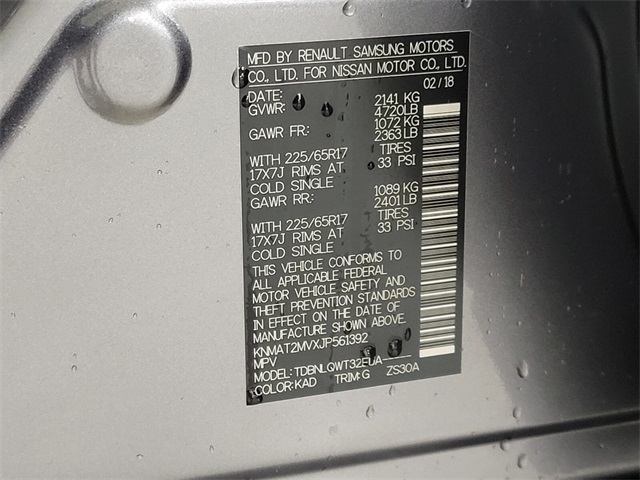 MFD BY RENAULT SAMSUNG MOTORS
CO., LTD. FOR NISSAN MOTOR CO., LTD.
DATE: 02/18
GVWR: 2141 KG 4720LB
GAWR FR: 1072 KG 2363 LB
WITH 225/65R17 TIRES
17X7J RIMS AT 33 PSI
COLD SINGLE
GAWR RR: 1089 KG 2401 LB
WITH 225/65R17 TIRES
17X7J RIMS AT 33 PSI
COLD SINGLE
THIS VEHICLE CONFORMS TO
ALL APPLICABLE FEDERAL
MOTOR VEHICLE SAFETY AND
THEFT PREVENTION STANDARDS
IN EFFECT ON THE DATE OF
MANUFACTURE SHOWN ABOVE.
KNMAT2MVXJP561392
MPV
MODEL: TDBNLQWT32EUA-----
COLOR:KAD TRIM:G ZS30A